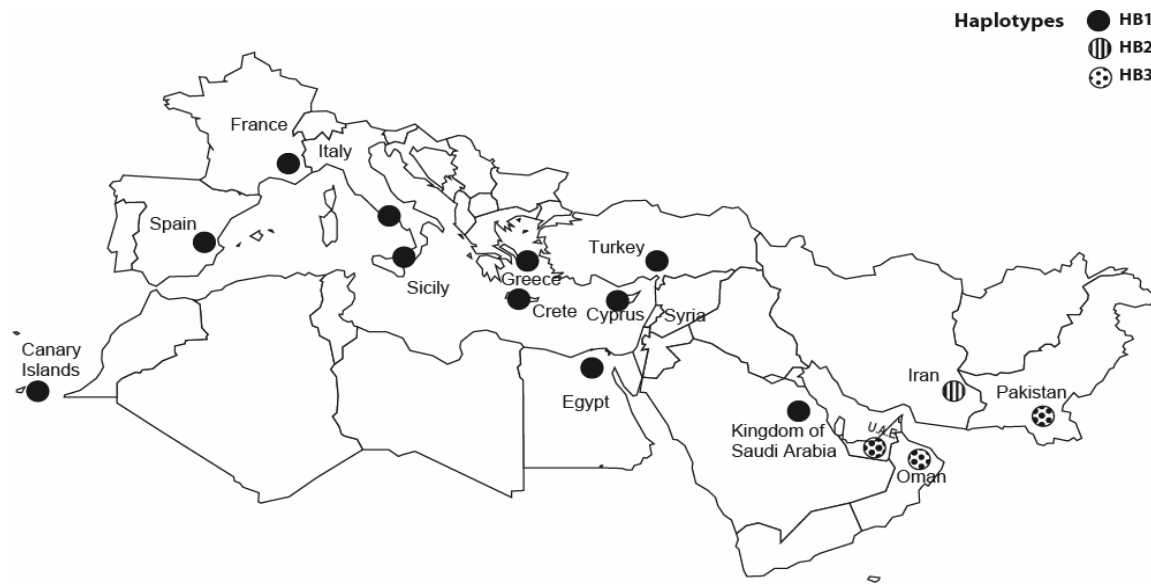 Haplotypes
HB1
HB2
HB3
France
Italy
Spain
Sicily
Greece
Crete
Turkey
Cyprus
Syria
Canary
Islands
Egypt
Kingdom of
Saudi Arabia
U.A.E
Oman
Iran
Pakistan